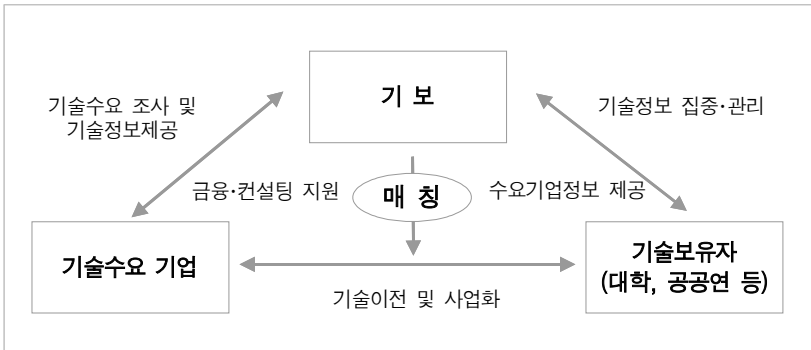 기 보
기술수요 조사 및
기술정보제공
기술정보 집중·관리
금융·컨설팅 지원
매 칭
수요기업정보 제공
기술수요 기업
기술보유자
(대학, 공공연 등)
기술이전 및 사업화